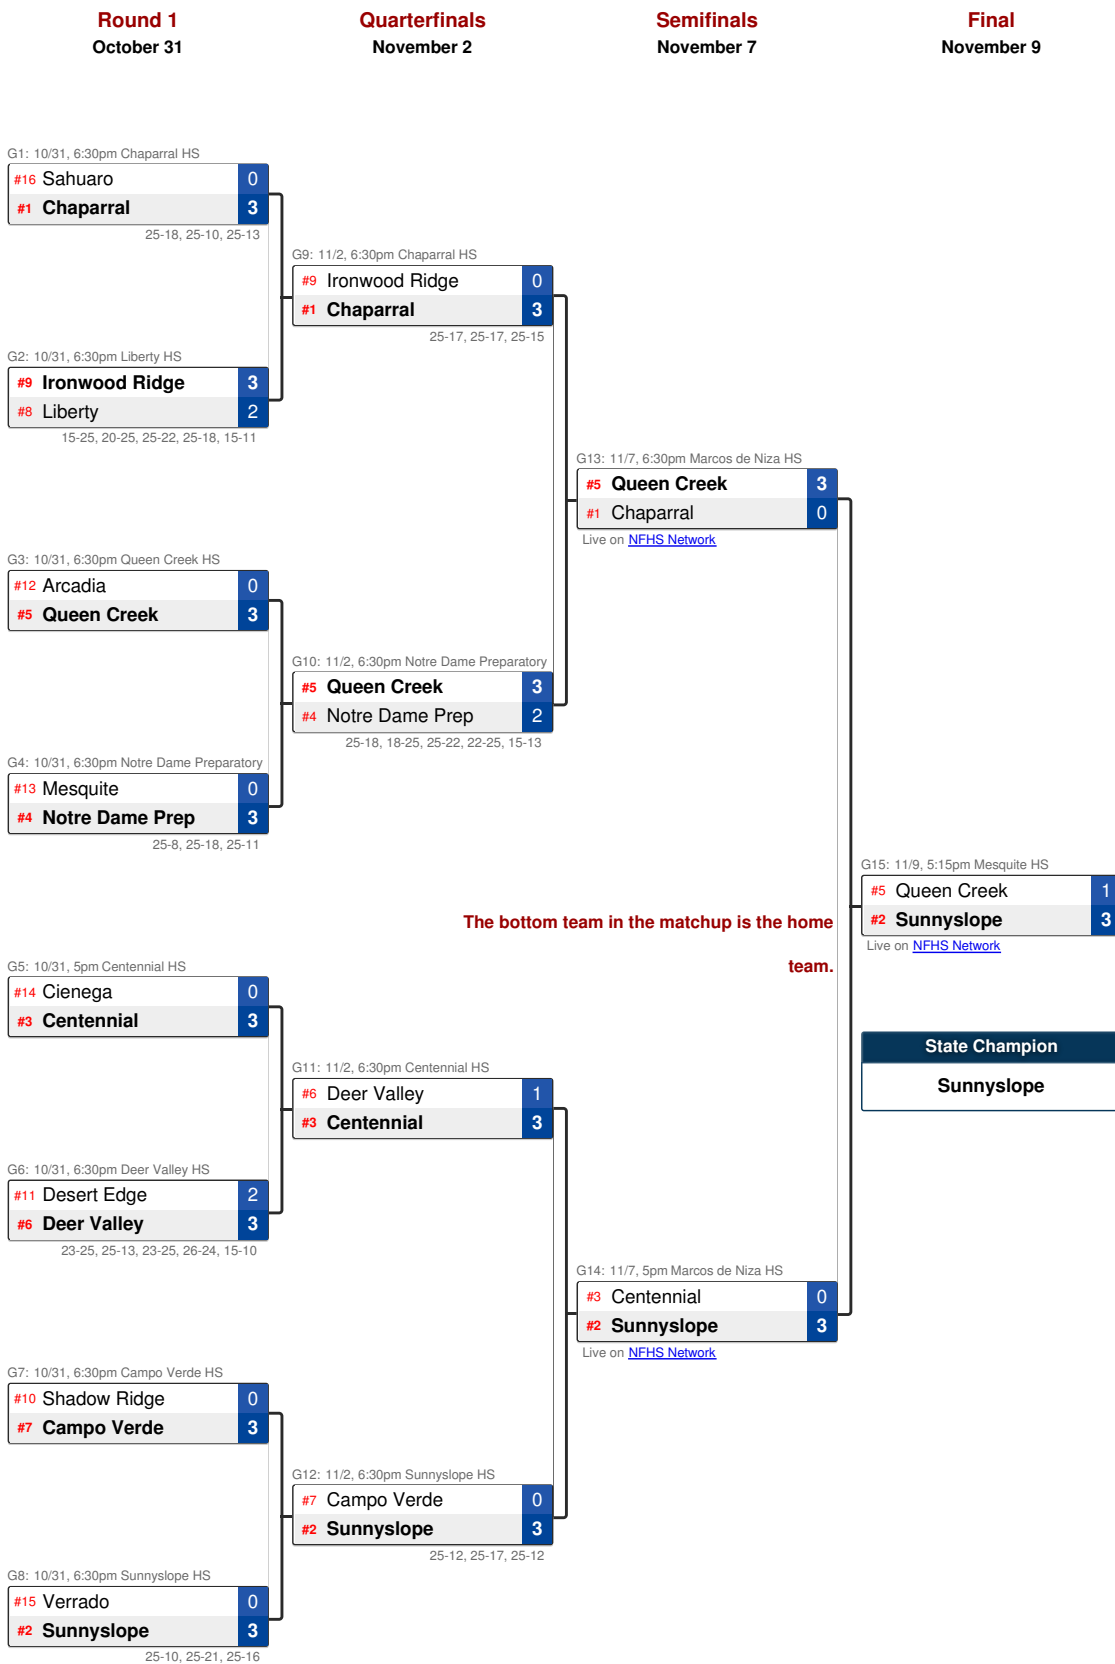 Round 1
October 31
Quarterfinals
November 2
Semifinals
November 7
Final
November 9
G1: 10/31, 6:30pm Chaparral HS
#16 Sahuaro 0
#1 Chaparral 3
25-18, 25-10, 25-13
G2: 10/31, 6:30pm Liberty HS
#9 Ironwood Ridge 3
#8 Liberty 2
15-25, 20-25, 25-22, 25-18, 15-11
G3: 10/31, 6:30pm Queen Creek HS
#12 Arcadia 0
#5 Queen Creek 3
G4: 10/31, 6:30pm Notre Dame Preparatory
#13 Mesquite 0
#4 Notre Dame Prep 3
25-8, 25-18, 25-11
G5: 10/31, 5pm Centennial HS
#14 Cienega 0
#3 Centennial 3
G6: 10/31, 6:30pm Deer Valley HS
#11 Desert Edge 2
#6 Deer Valley 3
23-25, 25-13, 23-25, 26-24, 15-10
G7: 10/31, 6:30pm Campo Verde HS
#10 Shadow Ridge 0
#7 Campo Verde 3
G8: 10/31, 6:30pm Sunnyslope HS
#15 Verrado 0
#2 Sunnyslope 3
25-10, 25-21, 25-16
G9: 11/2, 6:30pm Chaparral HS
#9 Ironwood Ridge 0
#1 Chaparral 3
25-17, 25-17, 25-15
G10: 11/2, 6:30pm Notre Dame Preparatory
#5 Queen Creek 3
#4 Notre Dame Prep 2
25-18, 18-25, 25-22, 22-25, 15-13
G11: 11/2, 6:30pm Centennial HS
#6 Deer Valley 1
#3 Centennial 3
G12: 11/2, 6:30pm Sunnyslope HS
#7 Campo Verde 0
#2 Sunnyslope 3
25-12, 25-17, 25-12
G13: 11/7, 6:30pm Marcos de Niza HS
#5 Queen Creek 3
#1 Chaparral 0
Live on NFHS Network
The bottom team in the matchup is the home
team.
G14: 11/7, 5pm Marcos de Niza HS
#3 Centennial 0
#2 Sunnyslope 3
Live on NFHS Network
G15: 11/9, 5:15pm Mesquite HS
#5 Queen Creek 1
#2 Sunnyslope 3
Live on NFHS Network
State Champion
Sunnyslope